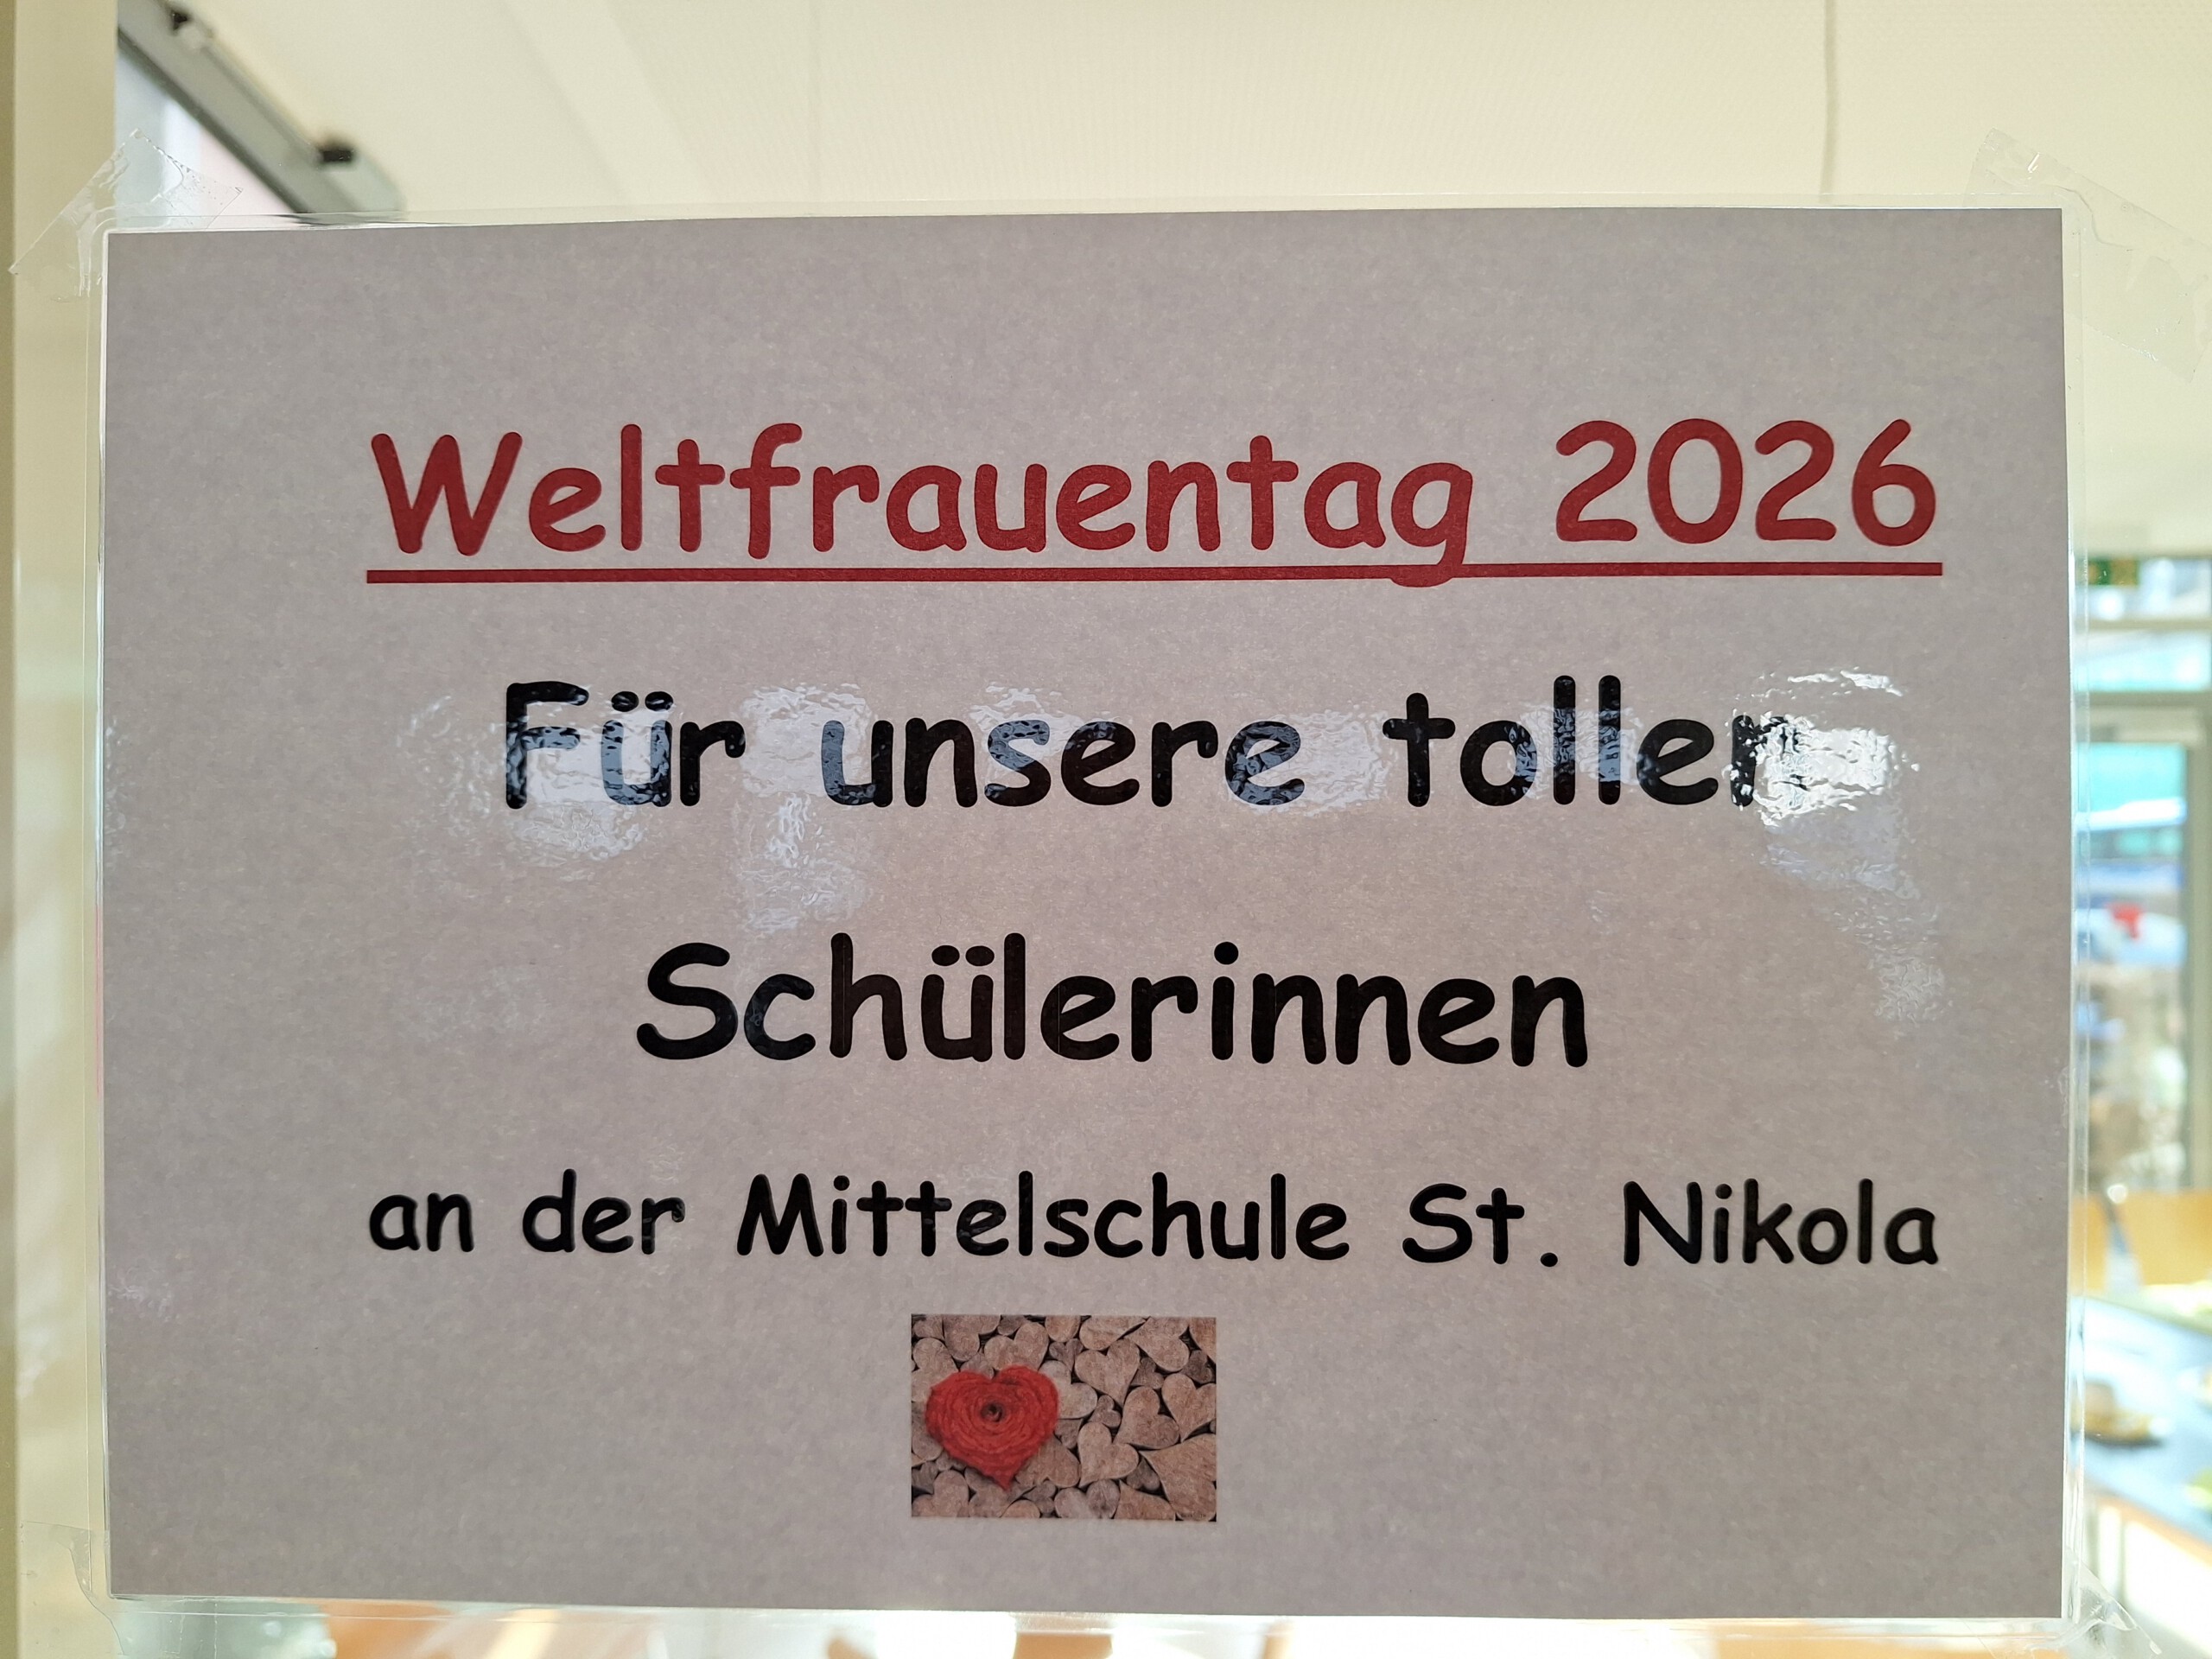 Weltfrauentag 2026
Für unsere tollen
Schülerinnen
an der Mittelschule St. Nikola